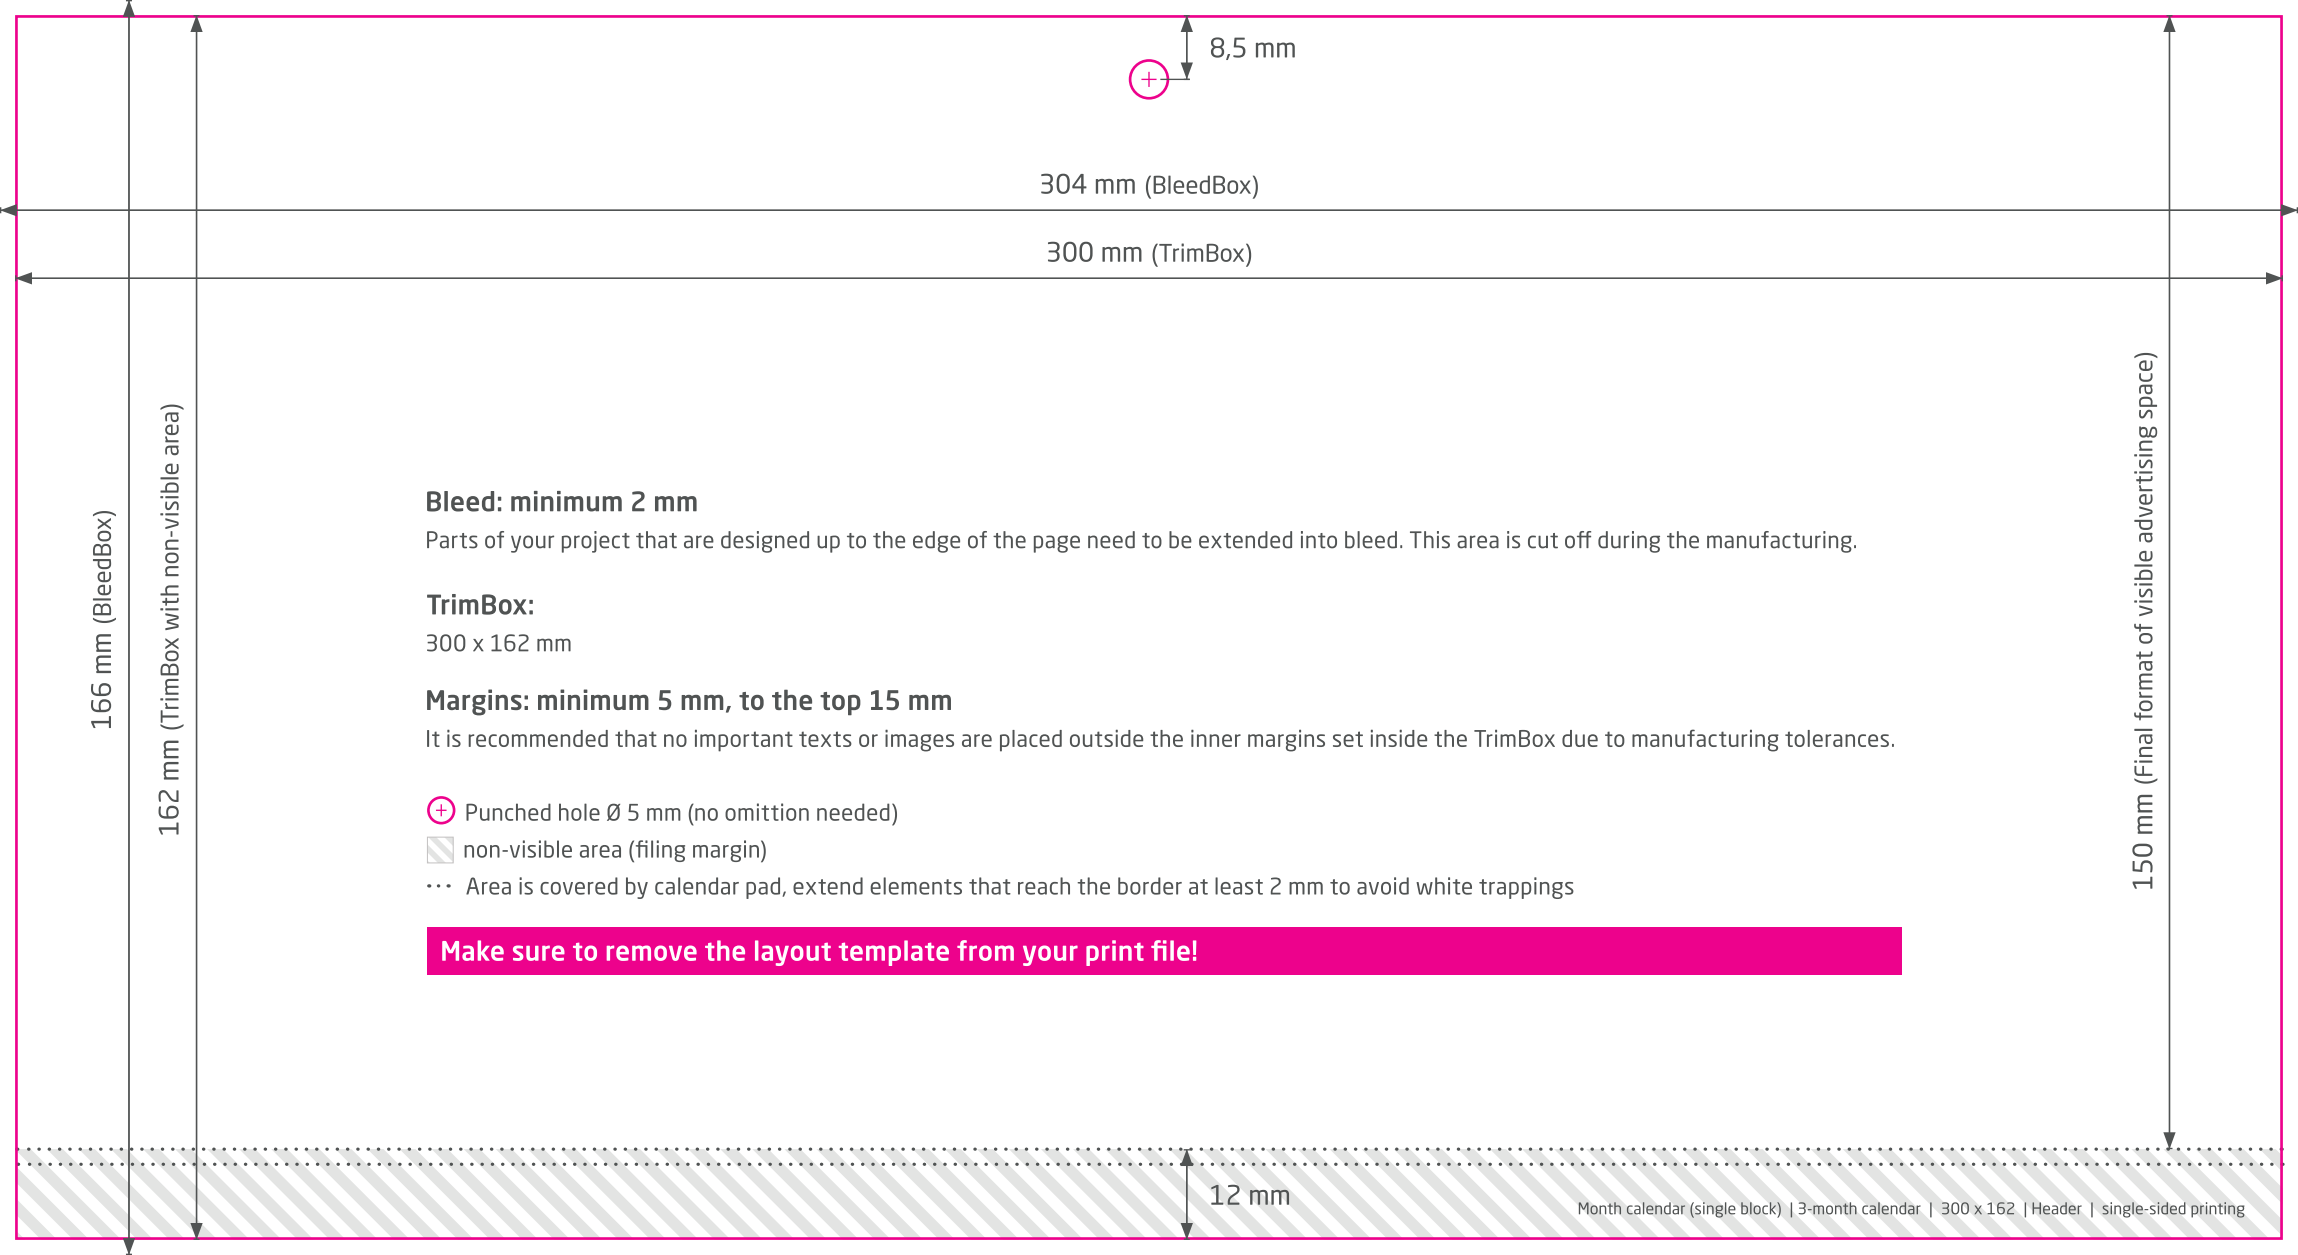 8,5 mm
304 mm (BleedBox)
300 mm (TrimBox)
166 mm (BleedBox)
162 mm (TrimBox with non-visible area)
150 mm (Final format of visible advertising space)
Bleed: minimum 2 mm
Parts of your project that are designed up to the edge of the page need to be extended into bleed. This area is cut off during the manufacturing.
TrimBox:
300 x 162 mm
Margins: minimum 5 mm, to the top 15 mm
It is recommended that no important texts or images are placed outside the inner margins set inside the TrimBox due to manufacturing tolerances.
Punched hole Ø 5 mm (no omittion needed)
non-visible area (filing margin)
Area is covered by calendar pad, extend elements that reach the border at least 2 mm to avoid white trappings
Make sure to remove the layout template from your print file!
12 mm
Month calendar (single block) | 3-month calendar | 300 x 162 | Header | single-sided printing